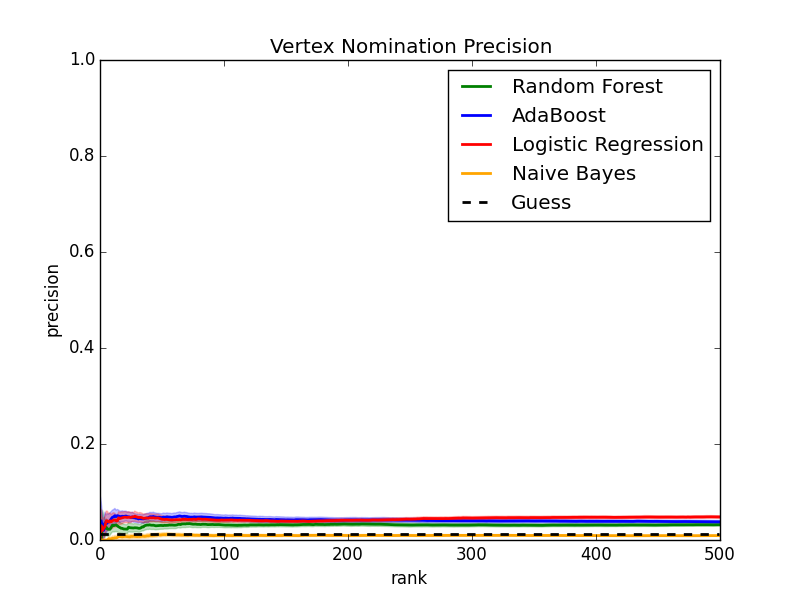 Vertex Nomination Precision
1.0
0.8
0.6
0.4
0.2
0.0
precision
Random Forest
AdaBoost
Logistic Regression
Naive Bayes
Guess
0 100 200 300 400 500
rank